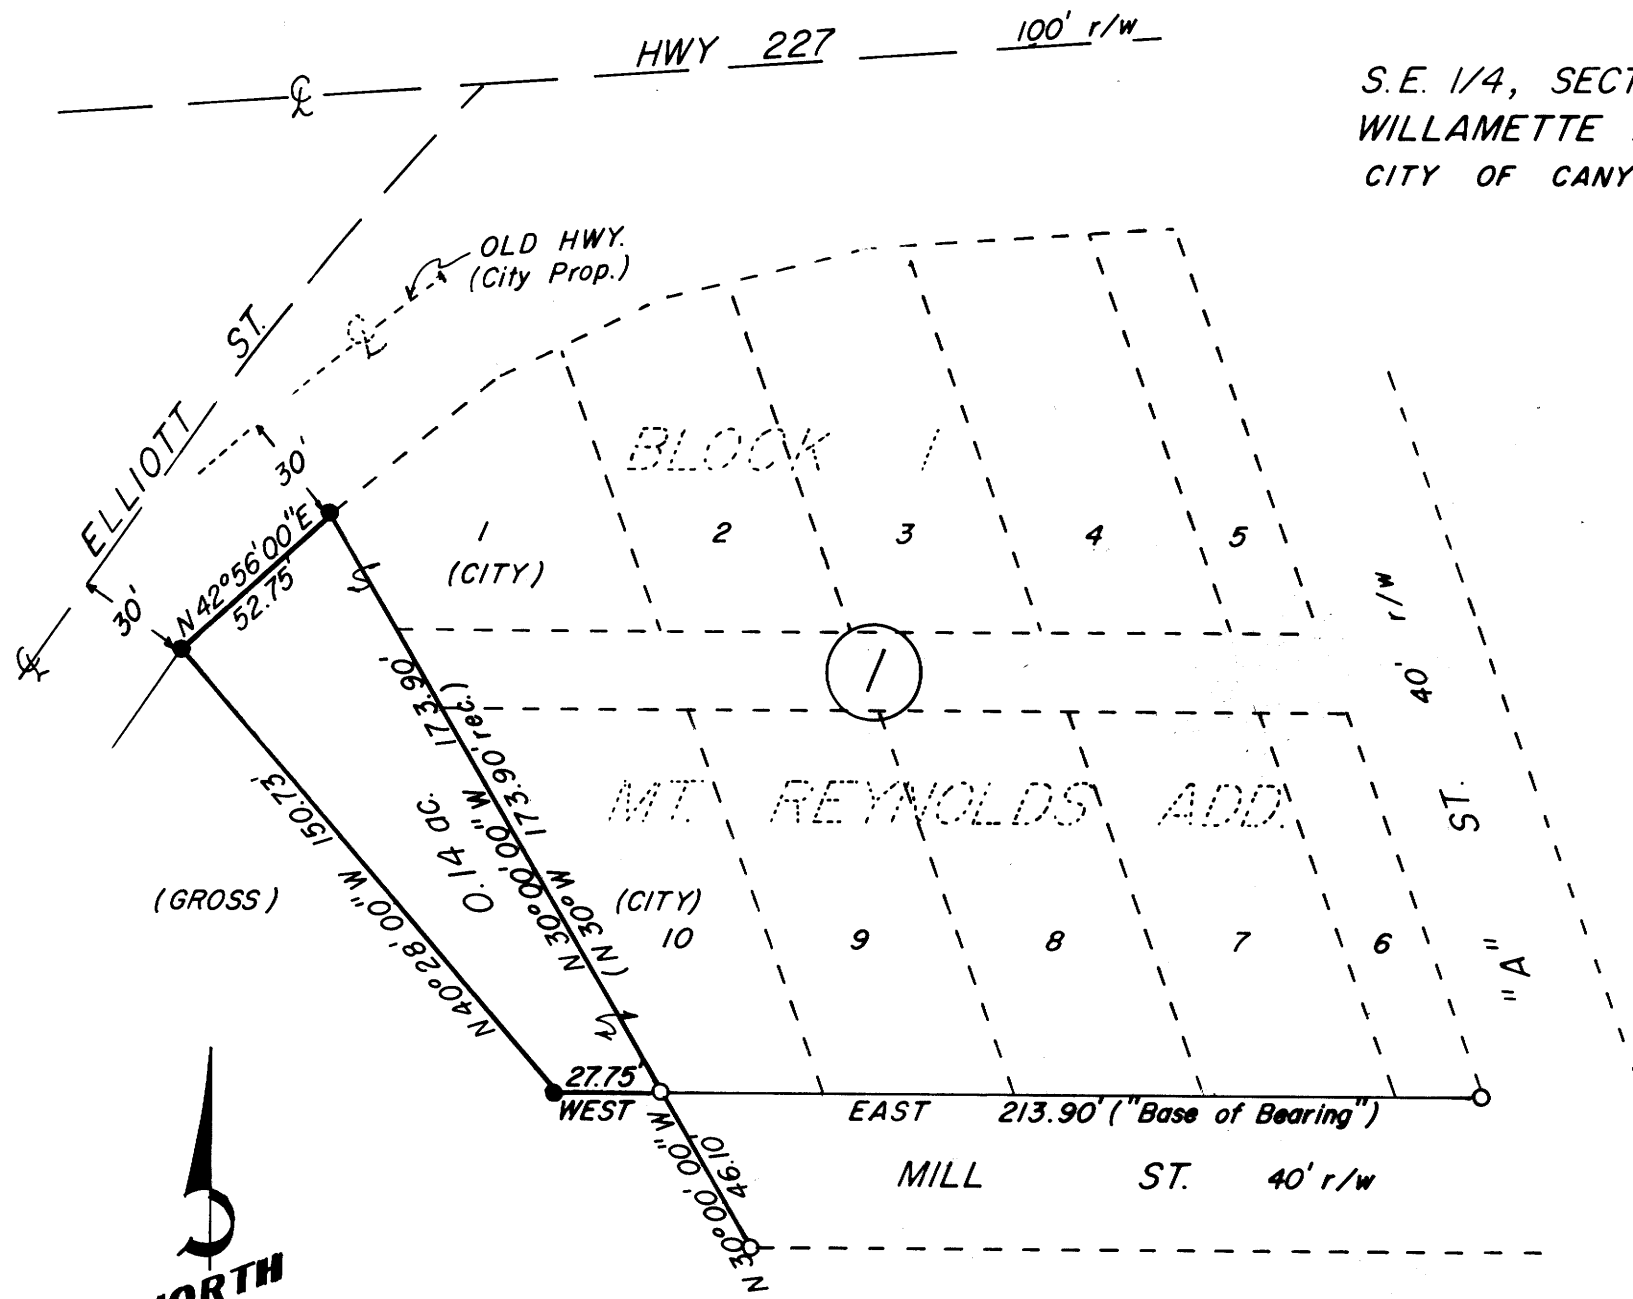 HWY 227 100' r/w
S.E. 1/4, SECT
WILLAMETTE
CITY OF CANY
OLD HWY.
(City Prop.)
ELLIOTT ST.
30'
30'
N 42°56'00"E
52.75'
BLOCK 1
1
(CITY)
2
3
4
5
1
40' r/w
"A" ST.
173.90'
N 30°00'00" W
173.90' rec.)
(N 30° W
0.14 ac.
150.73'
N 40°28'00" W
(GROSS)
MT. REYNOLDS ADD.
(CITY)
10
9
8
7
6
27.75'
WEST
EAST 213.90' ("Base of Bearing")
46.10'
N 30°00'00" W
MILL ST. 40' r/w
NORTH